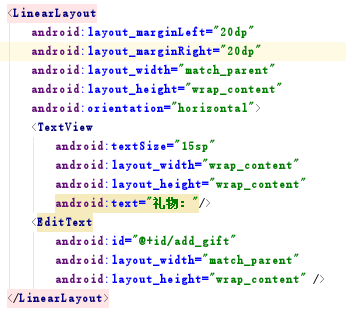 <LinearLayout
android:layout_marginLeft="20dp"
android:layout_marginRight="20dp"
android:layout_width="match_parent"
android:layout_height="wrap_content"
android:orientation="horizontal">
<TextView
android:textSize="15sp"
android:layout_width="wrap_content"
android:layout_height="wrap_content"
android:text="礼物："/>
<EditText
android:id="@+id/add_gift"
android:layout_width="match_parent"
android:layout_height="wrap_content" />
</LinearLayout>